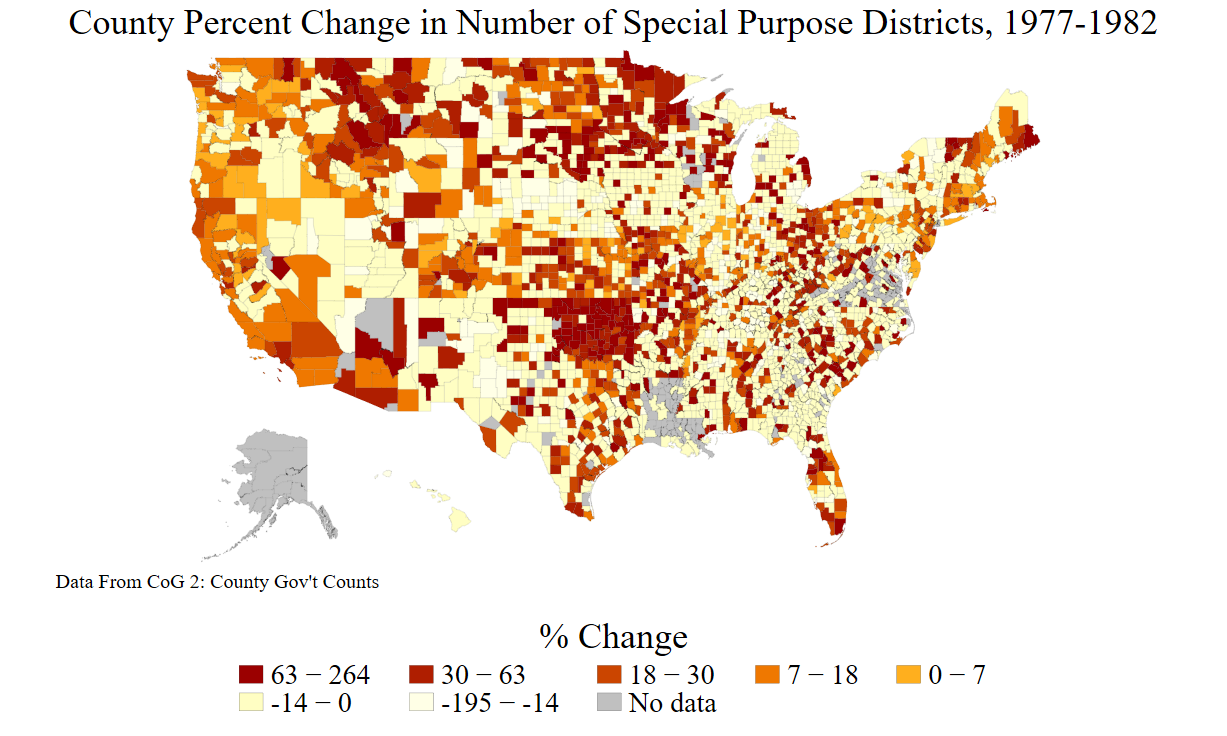 County Percent Change in Number of Special Purpose Districts, 1977-1982
Data From CoG 2: County Gov't Counts
% Change
63 − 264 30 − 63 18 − 30 7 − 18 0 − 7
-14 − 0 -195 − -14 No data